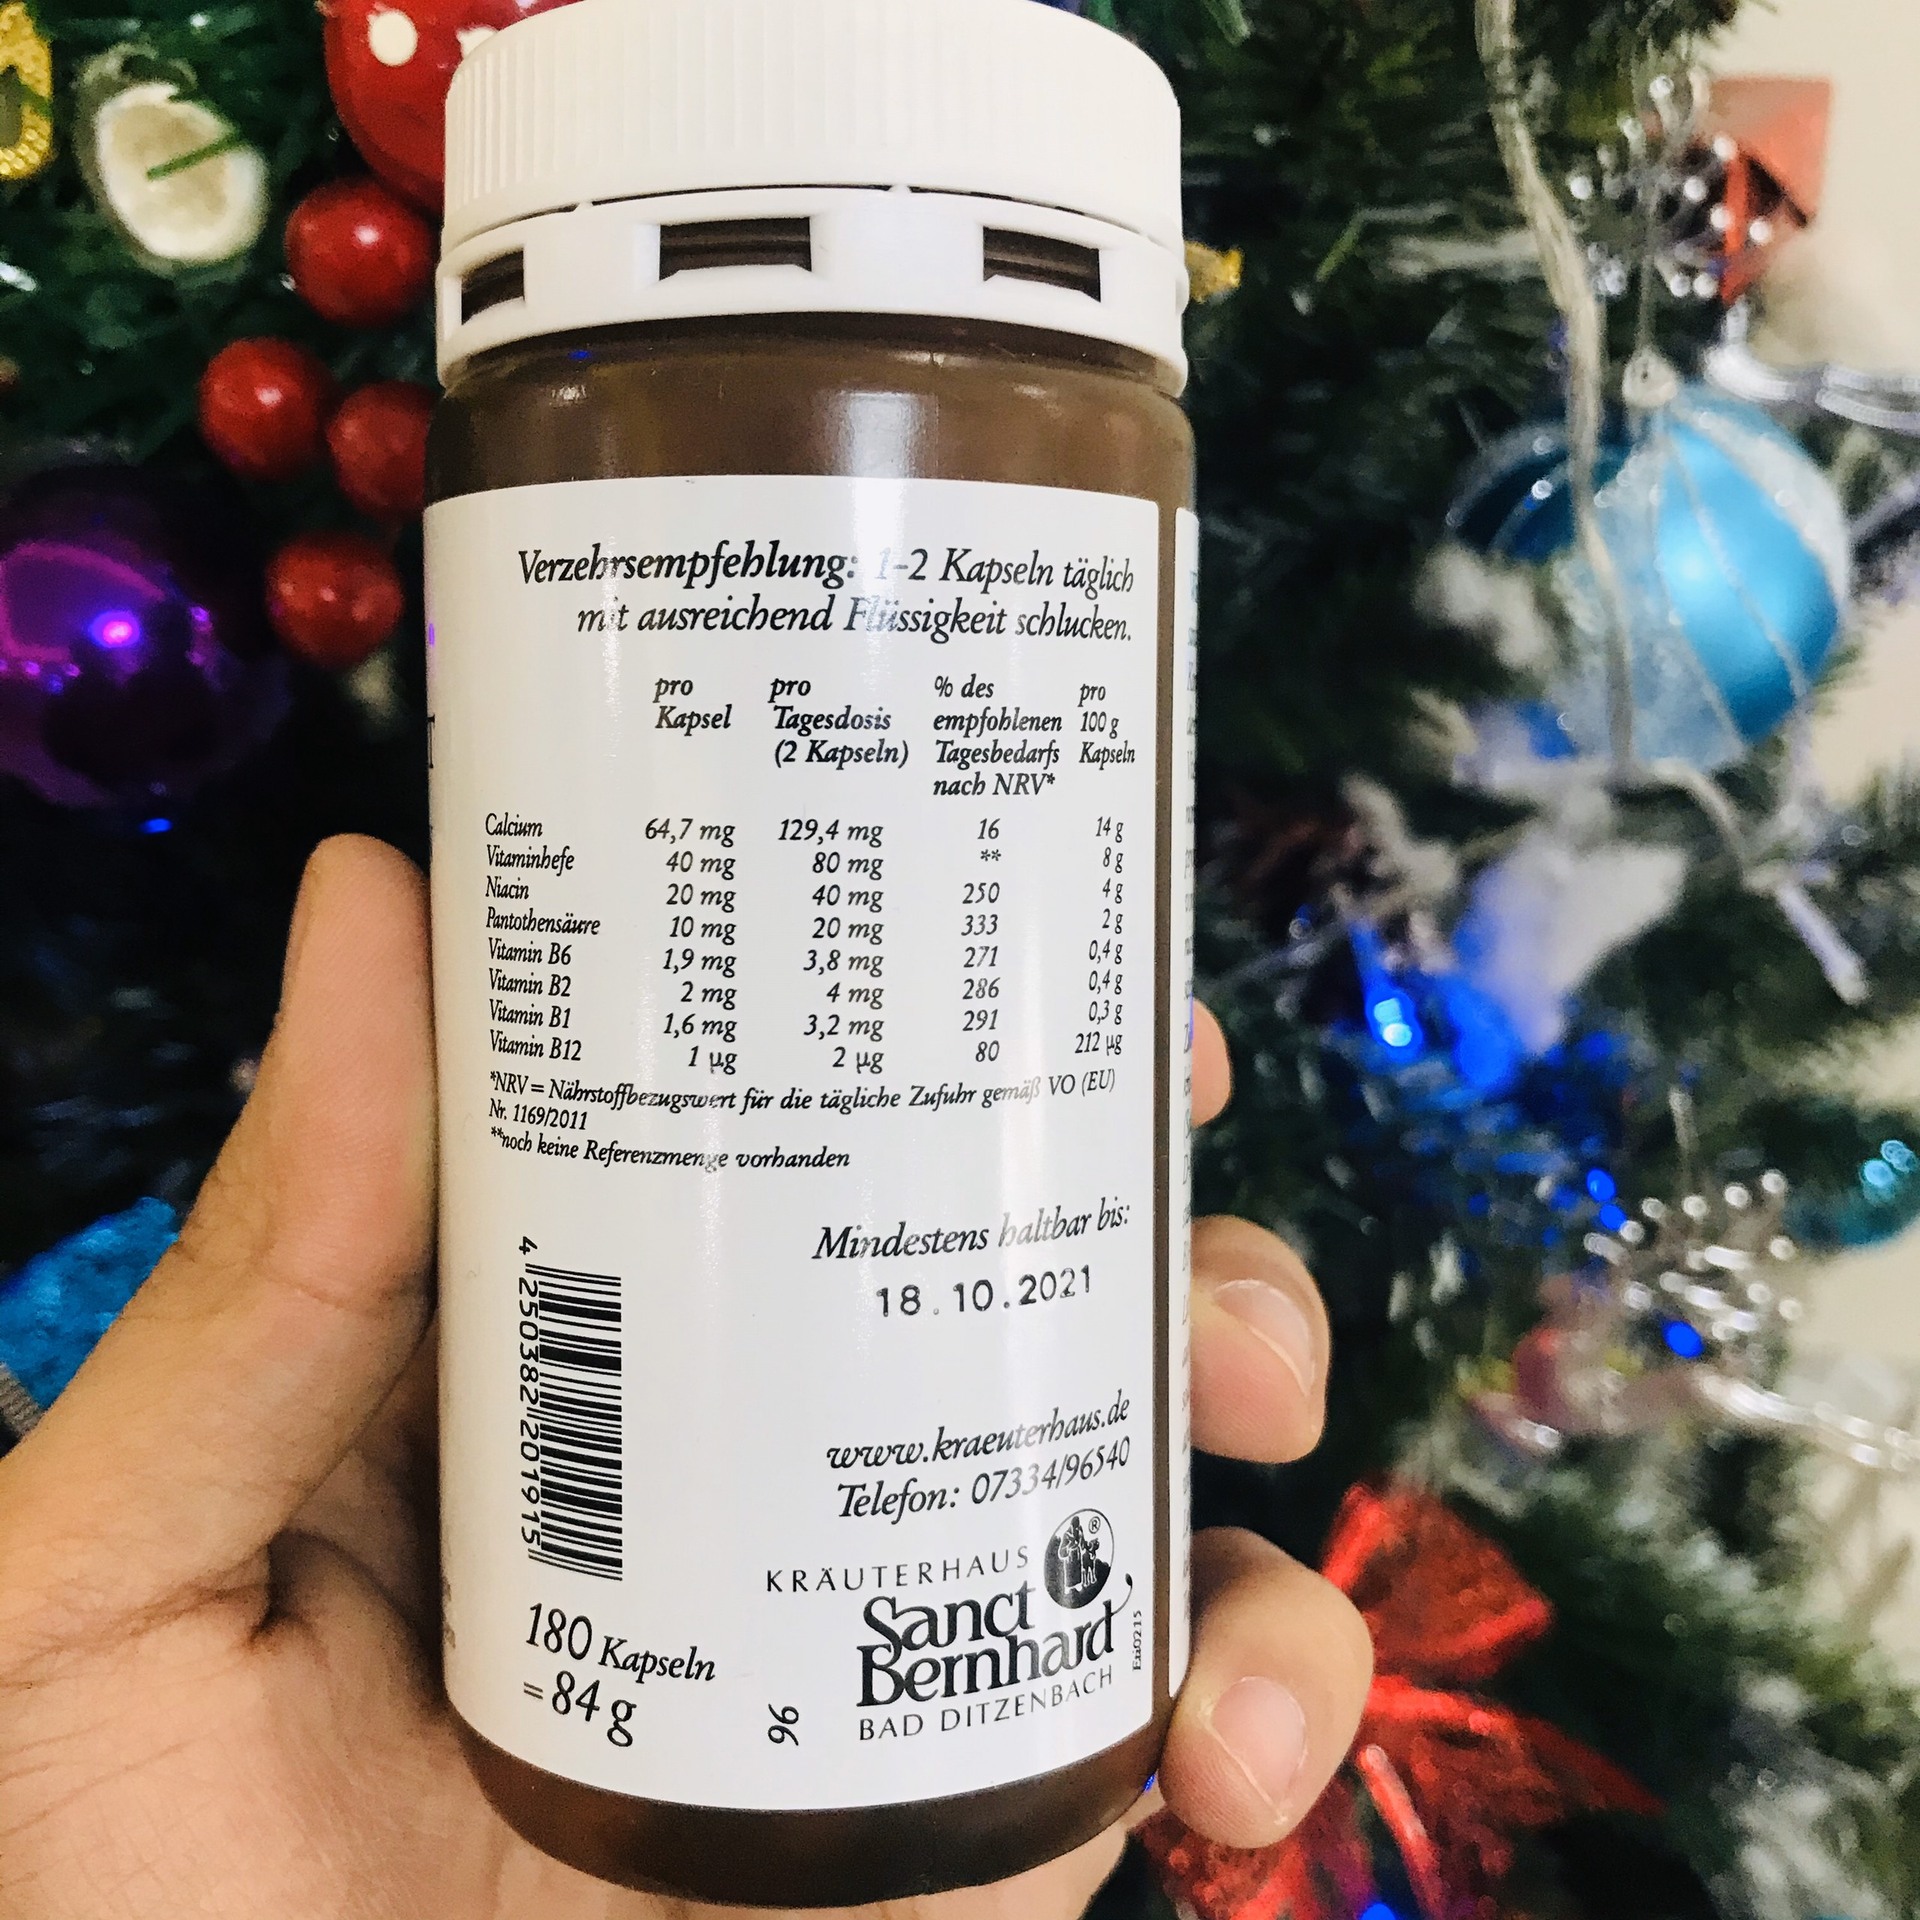 Verzehrsempfehlung: 1-2 Kapseln täglich
mit ausreichend Flüssigkeit schlucken.
pro Kapsel
pro Tagesdosis (2 Kapseln)
% des empfohlenen Tagesbedarfs nach NRV*
pro 100 g Kapseln
Calcium 64,7 mg 129,4 mg 16 14 g
Vitaminhefe 40 mg 80 mg ** 8 g
Niacin 20 mg 40 mg 250 4 g
Pantothensäure 10 mg 20 mg 333 2 g
Vitamin B6 1,9 mg 3,8 mg 271 0,4 g
Vitamin B2 2 mg 4 mg 286 0,4 g
Vitamin B1 1,6 mg 3,2 mg 291 0,3 g
Vitamin B12 1 µg 2 µg 80 212 µg
*NRV = Nährstoffbezugswert für die tägliche Zufuhr gemäß VO (EU)
Nr. 1169/2011
**noch keine Referenzmenge vorhanden
Mindestens haltbar bis:
18.10.2021
4 250382 201915
www.kraeuterhaus.de
Telefon: 07334/96540
KRÄUTERHAUS
®
Sanct
Bernhard
BAD DITZENBACH
180 Kapseln
= 84 g
96